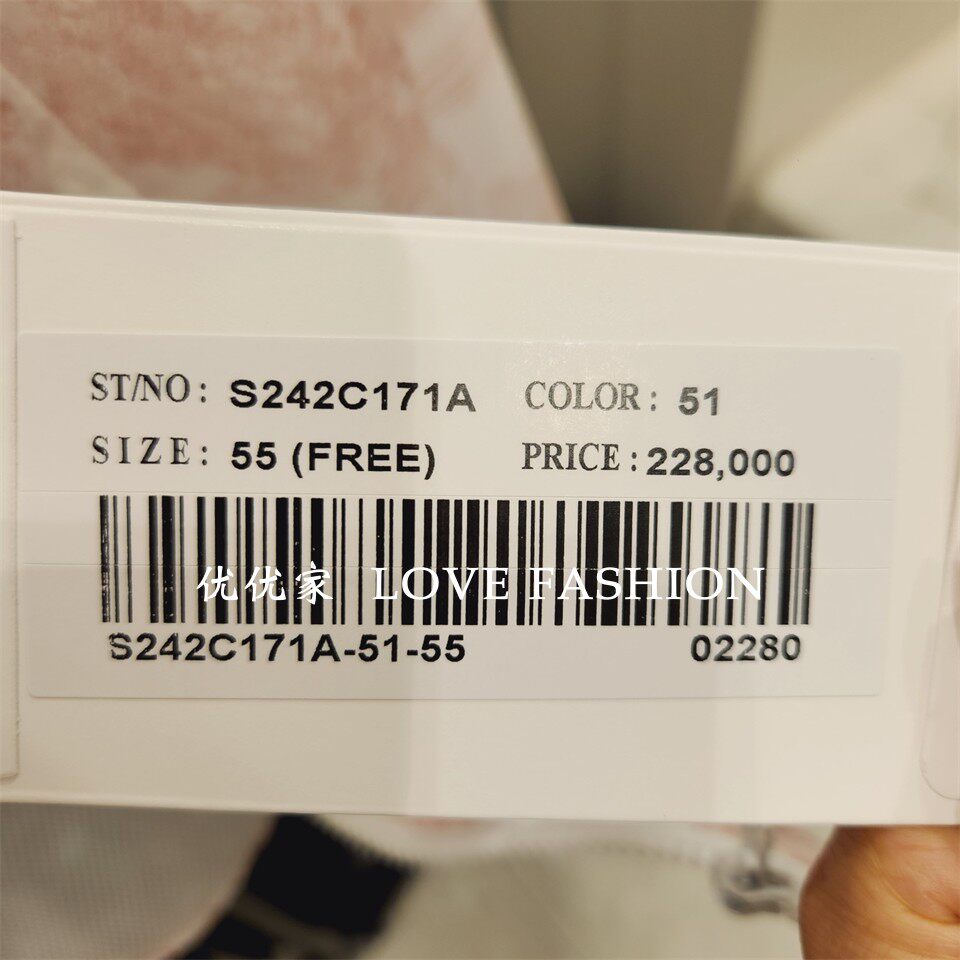 ST/NO: S242C171A COLOR: 51
SIZE: 55 (FREE) PRICE: 228,000
优优家 LOVE FASHION
S242C171A-51-55 02280